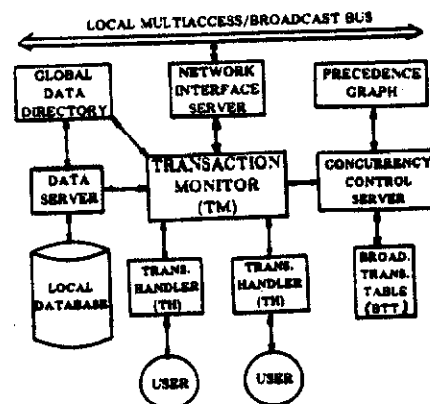 LOCAL MULTIACCESS/BROADCAST BUS
GLOBAL
DATA
DIRECTORY
NETWORK
INTERFACE
SERVER
PRECEDENCE
GRAPH
DATA
SERVER
TRANSACTION
MONITOR
(TM)
CONCURRENCY
CONTROL
SERVER
LOCAL
DATABASE
TRANS.
HANDLER
(TH)
TRANS.
HANDLER
(TH)
BROAD.
TRANS.
TABLE
(BTT)
USER
USER